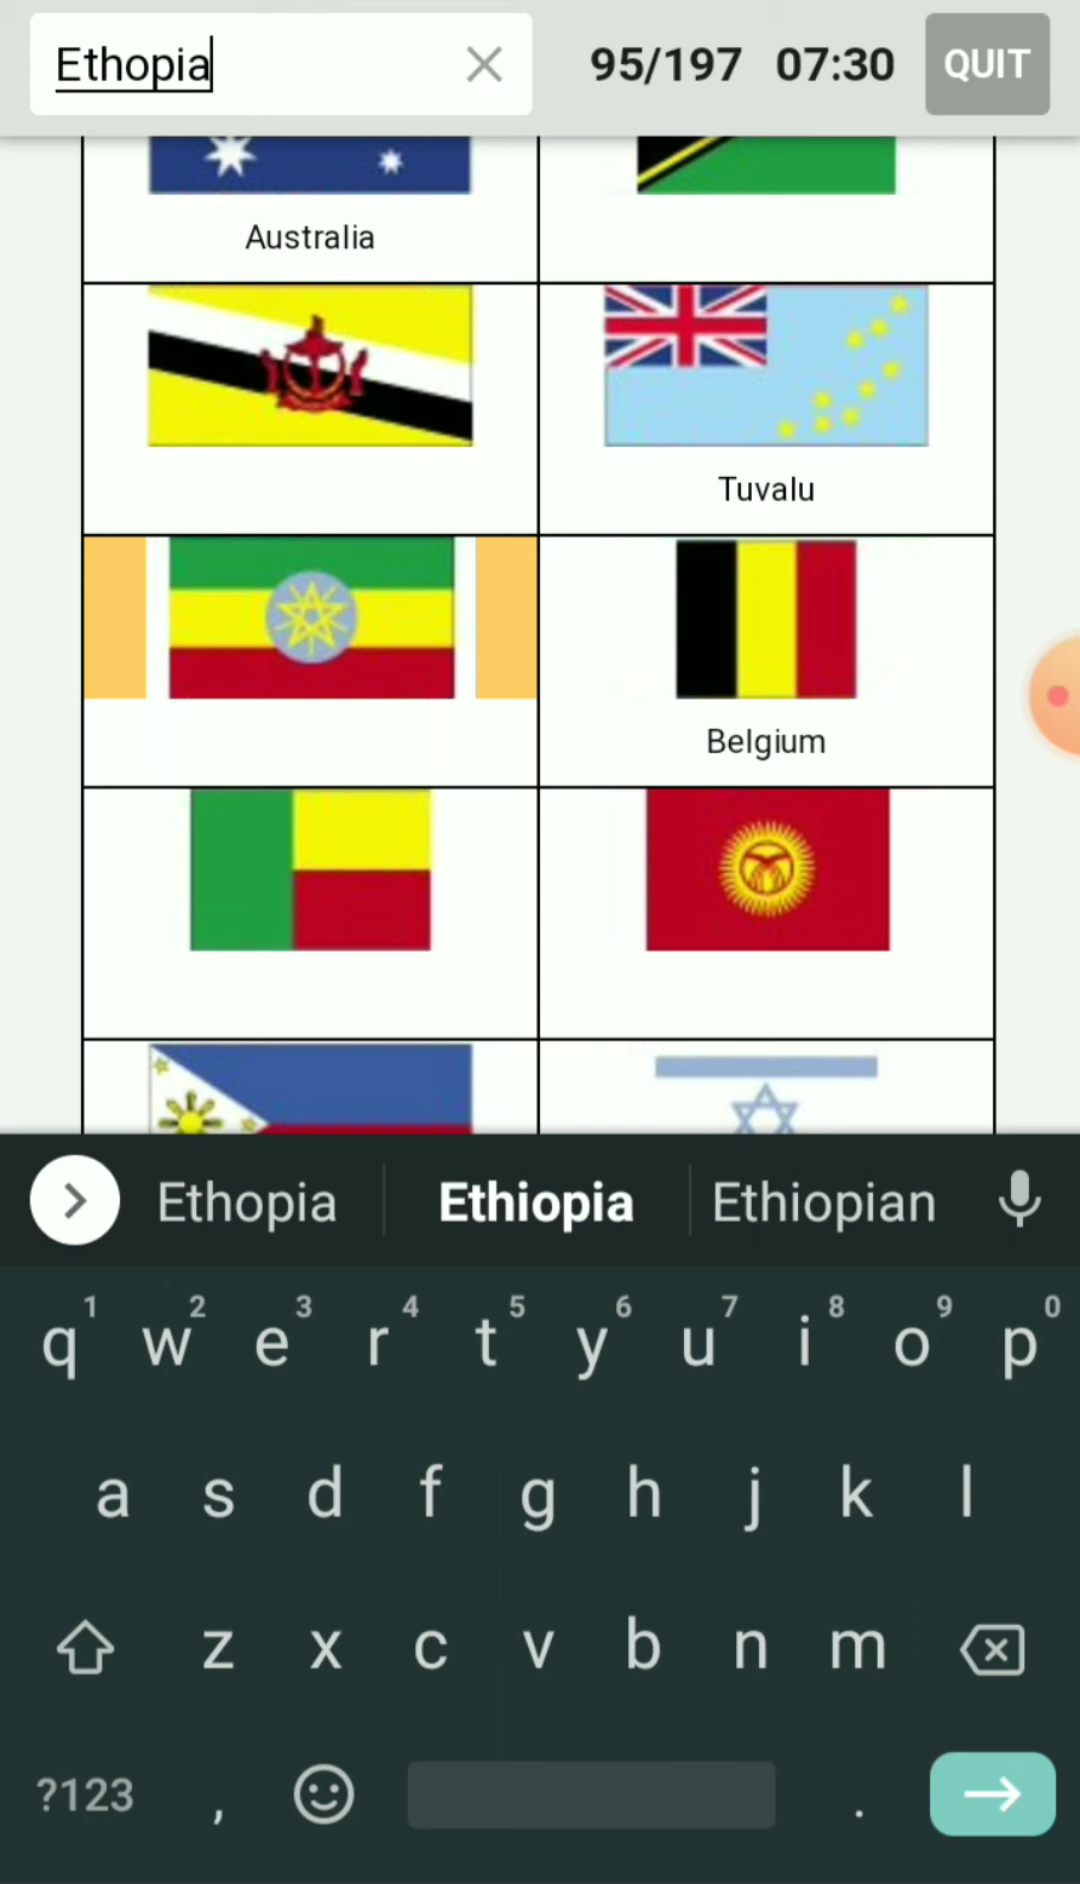 Ethopia 95/197 07:30 QUIT
Australia
Tuvalu
Belgium
Ethopia Ethiopia Ethiopian
1 2 3 4 5 6 7 8 9 0
q w e r t y u i o p
a s d f g h j k l
z x c v b n m
?123 , .